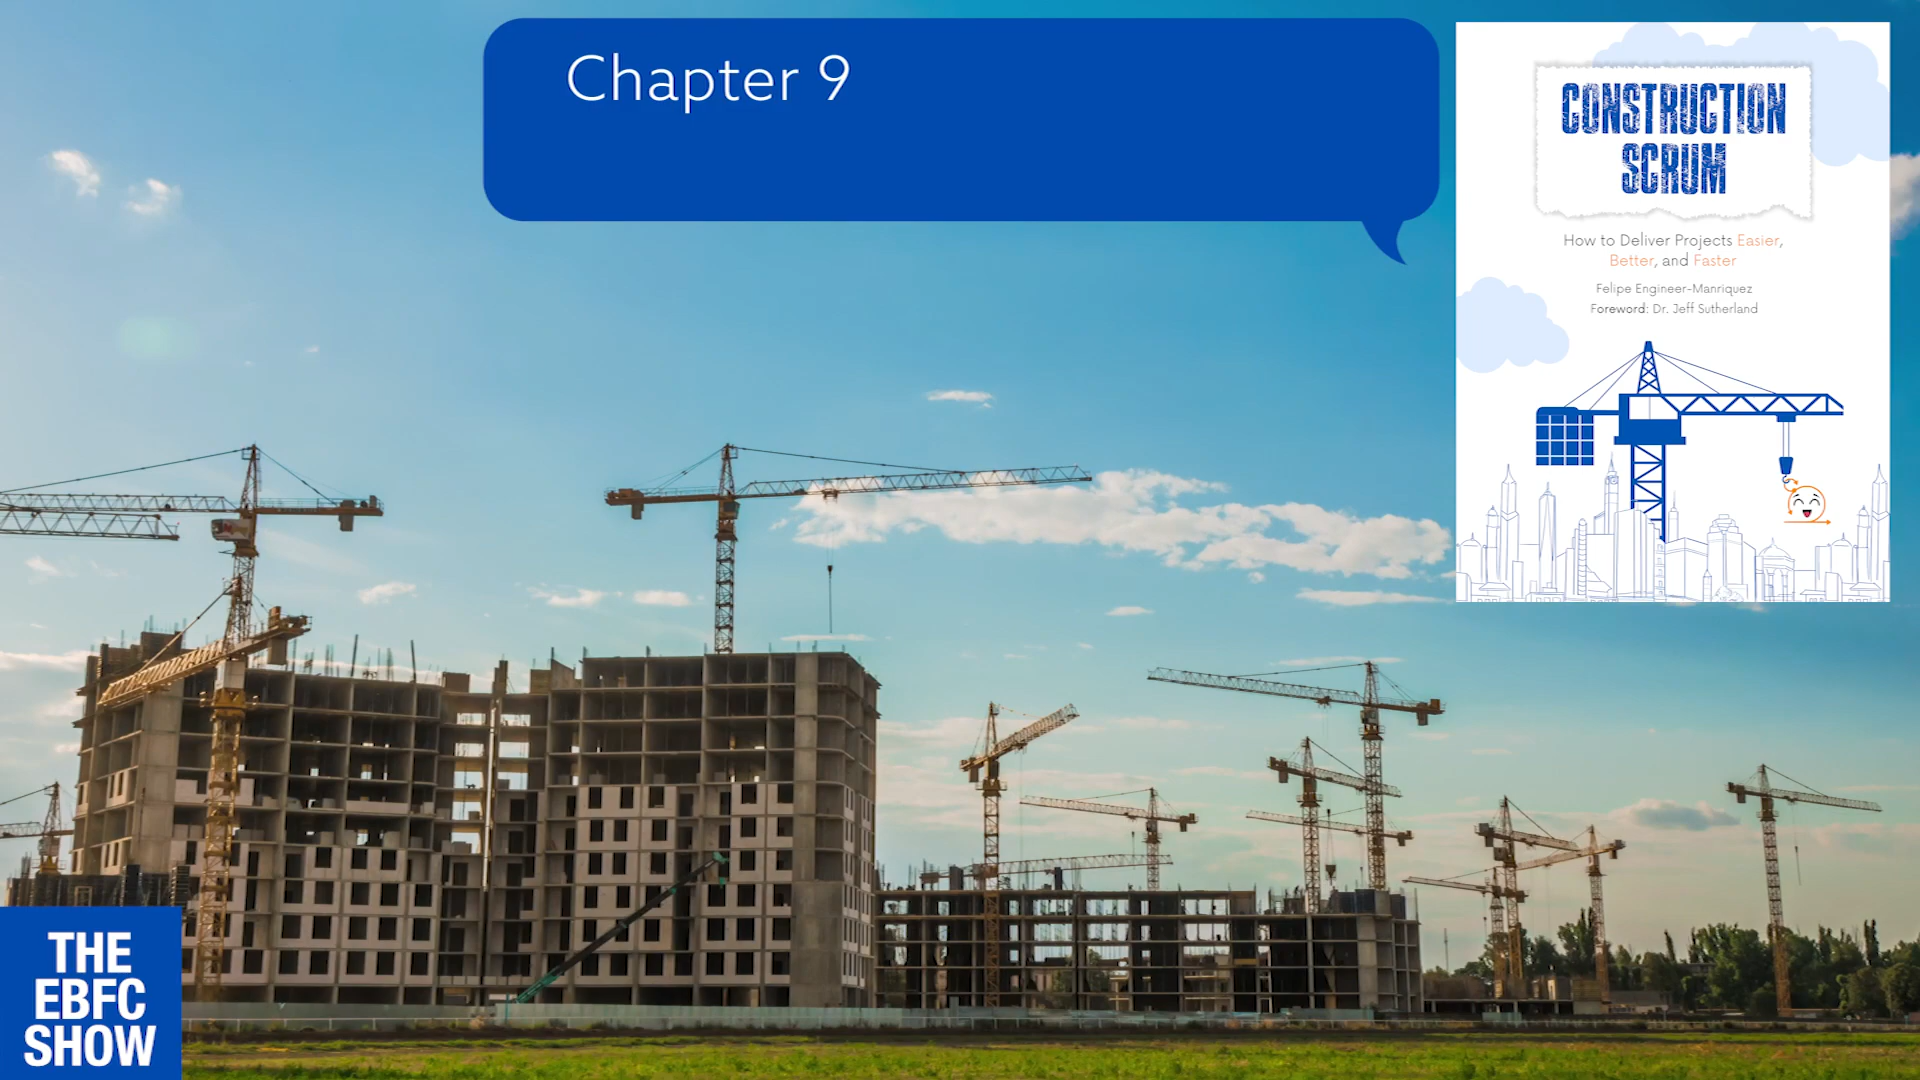 Chapter 9
CONSTRUCTION
SCRUM
How to Deliver Projects Easier,
Better, and Faster
Felipe Engineer-Manriquez
Foreword: Dr. Jeff Sutherland
THE
EBFC
SHOW